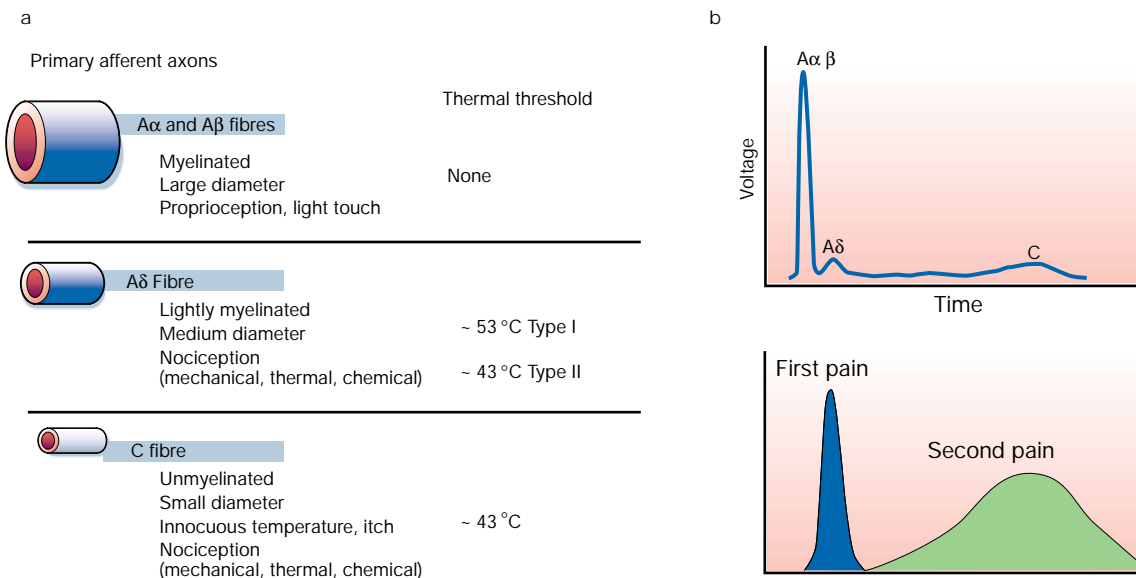 a
Primary afferent axons
Thermal threshold
Aα and Aβ fibres
Myelinated
Large diameter
Proprioception, light touch
None
Aδ Fibre
Lightly myelinated
Medium diameter
Nociception
(mechanical, thermal, chemical)
~ 53 °C Type I
~ 43 °C Type II
C fibre
Unmyelinated
Small diameter
Innocuous temperature, itch
Nociception
(mechanical, thermal, chemical)
~ 43 °C
b
Aα β
Voltage
Aδ
C
Time
First pain
Second pain